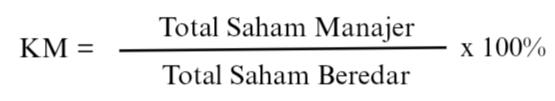 Total Saham Manajer
KM = x 100%
Total Saham Beredar